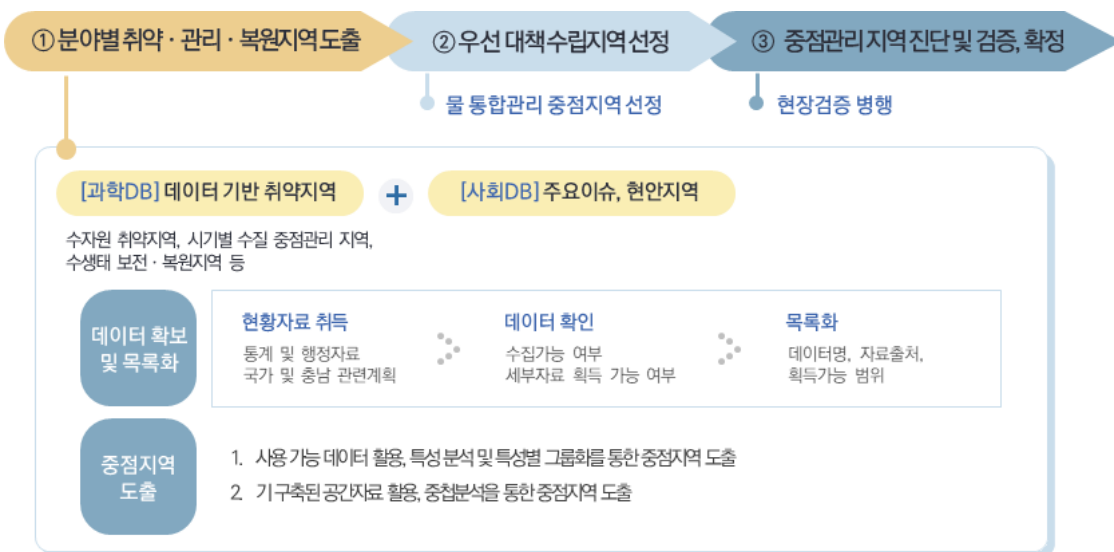 ① 분야별 취약 · 관리 · 복원지역 도출
② 우선 대책 수립지역 선정
③ 중점관리 지역 진단 및 검증, 확정
물 통합관리 중점지역 선정
현장검증 병행
[과학DB] 데이터 기반 취약지역
+
[사회DB] 주요이슈, 현안지역
수자원 취약지역, 시기별 수질 중점관리 지역,
수생태 보전 · 복원지역 등
데이터 확보
및 목록화
현황자료 취득
통계 및 행정자료
국가 및 충남 관련계획
데이터 확인
수집가능 여부
세부자료 획득 가능 여부
목록화
데이터명, 자료출처,
획득가능 범위
중점지역
도출
1. 사용 가능 데이터 활용, 특성 분석 및 특성별 그룹화를 통한 중점지역 도출
2. 기 구축된 공간자료 활용, 중첩분석을 통한 중점지역 도출